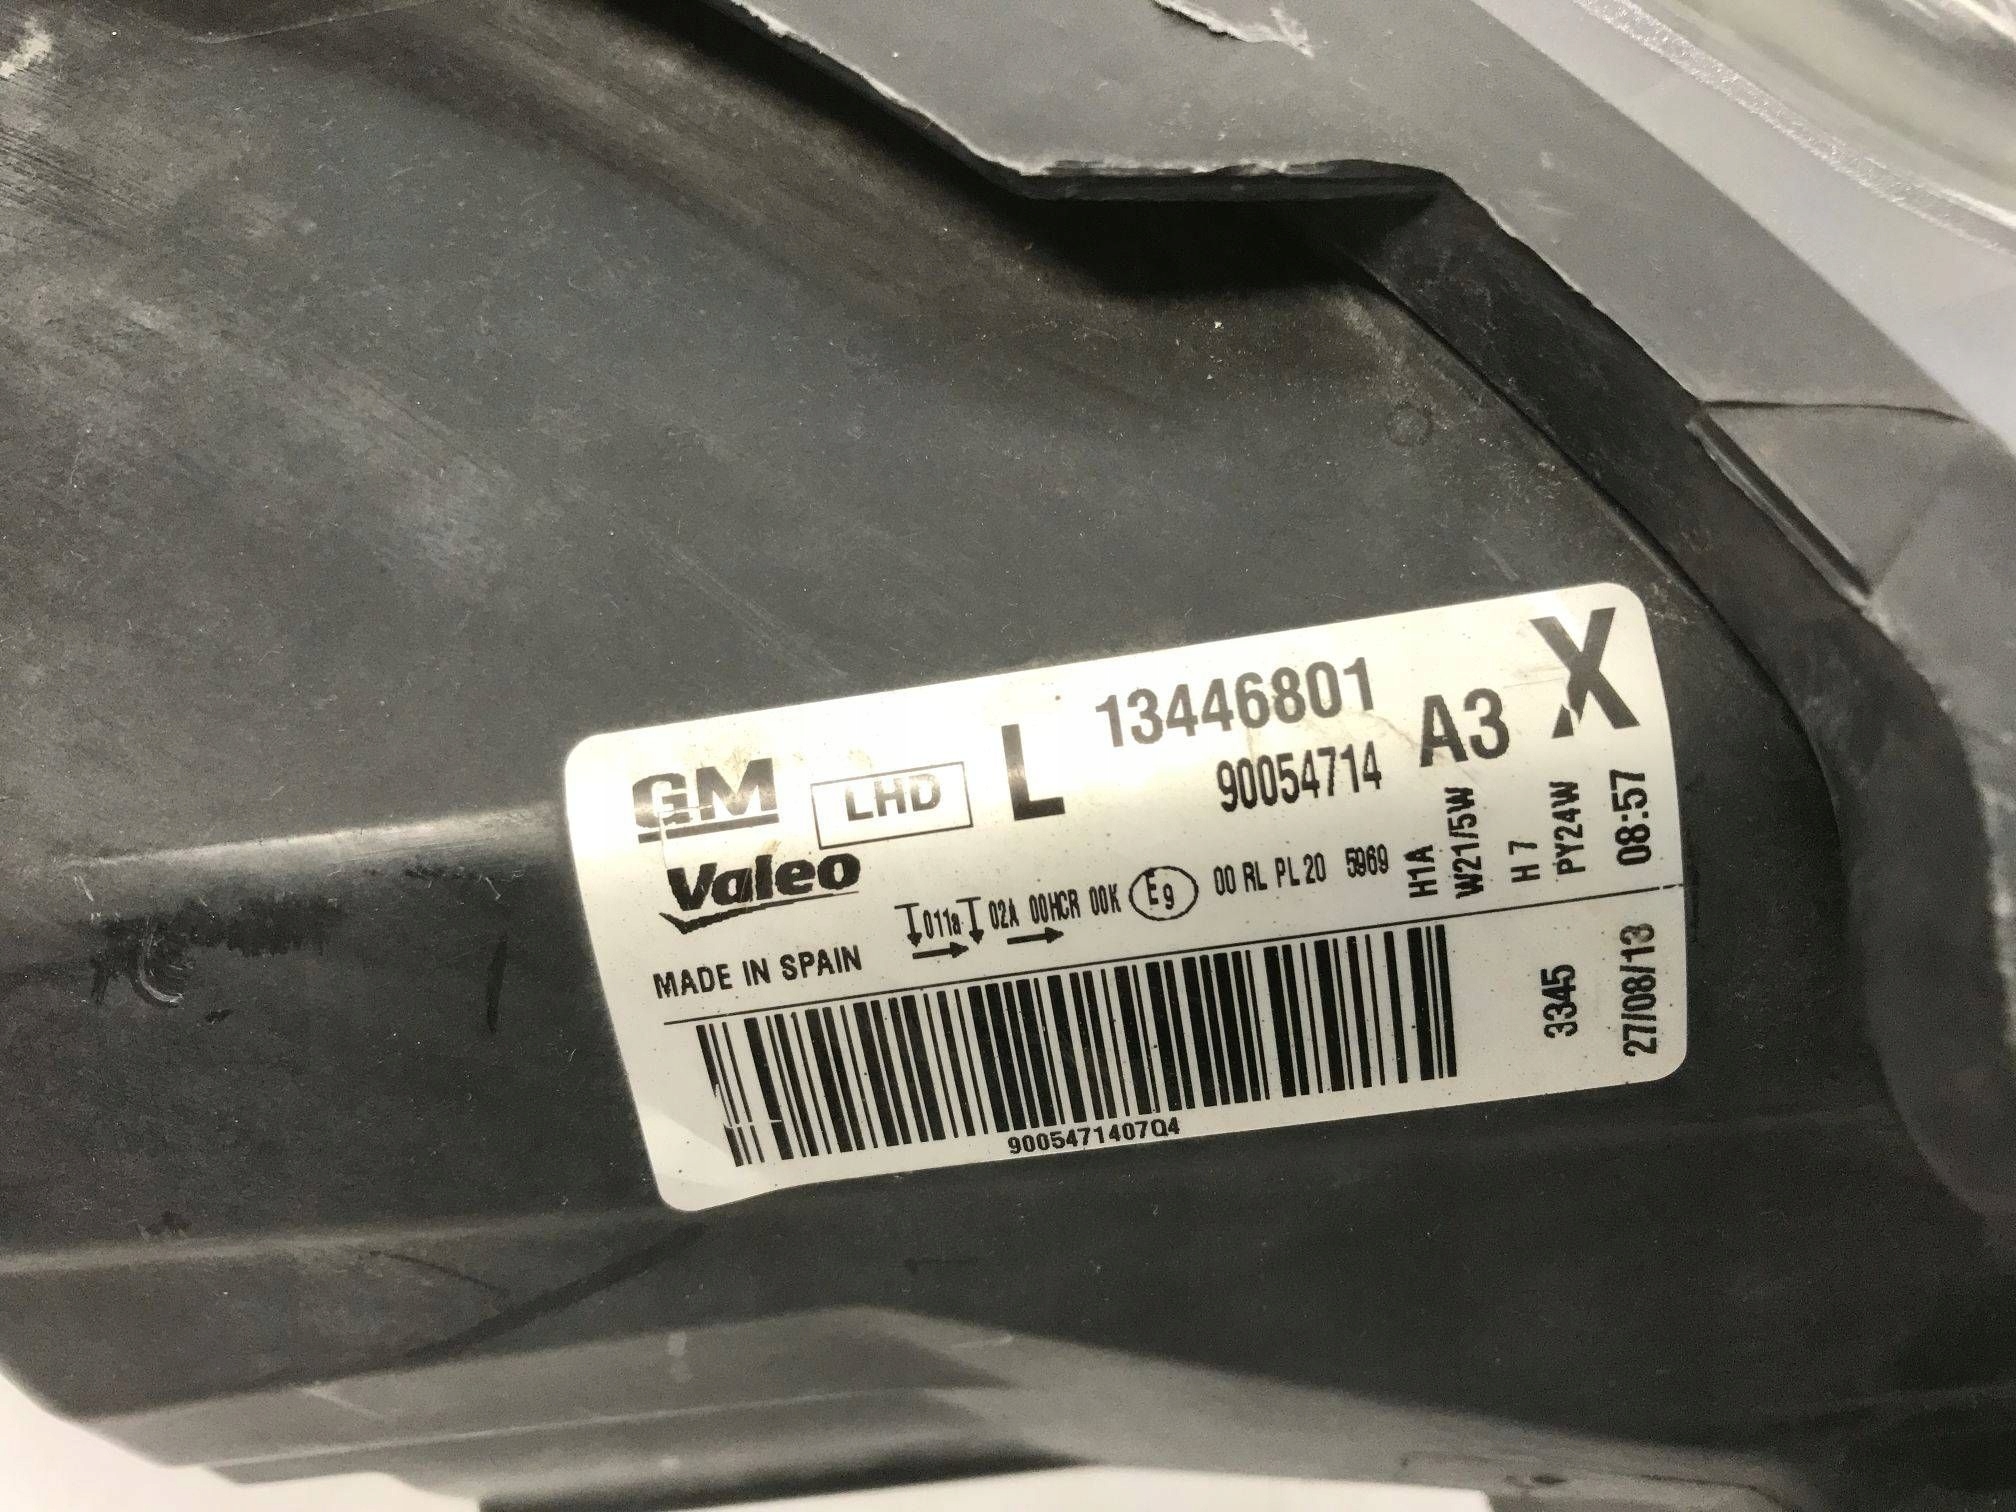 GM LHD L 13446801 A3 X
90054714
Valeo
011a 02A 00HCR 00K E9 00 RL PL 20 5969
H1A
W21/5W
H7
PY24W
08:57
MADE IN SPAIN
3345
27/08/13
9005471407Q4